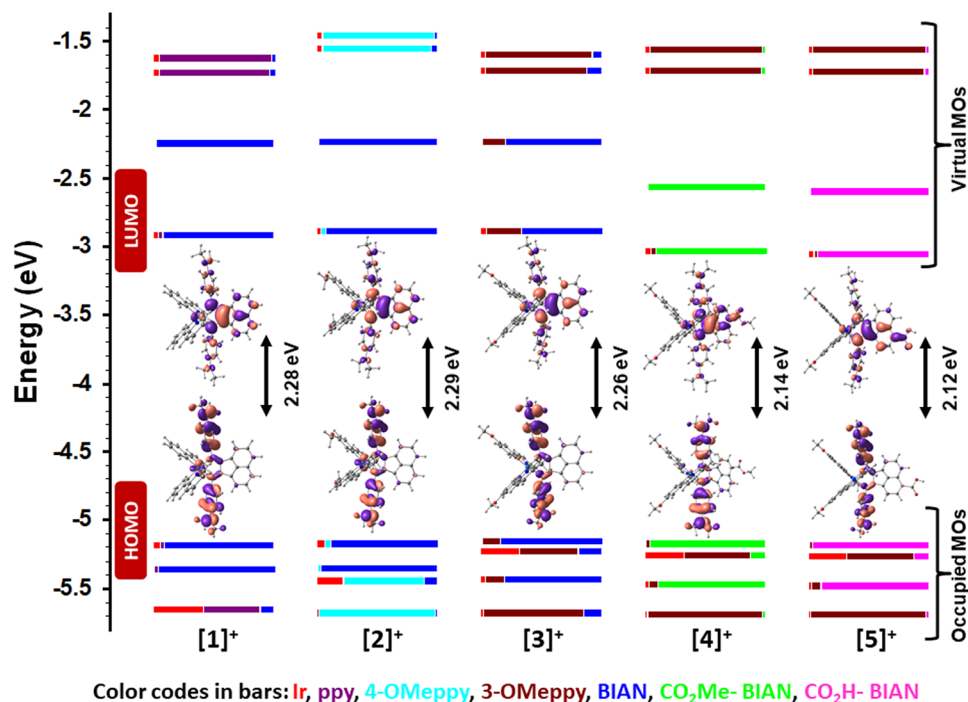 Energy (eV)
-1.5
-2
-2.5
-3
-3.5
-4
-4.5
-5
-5.5
LUMO
HOMO
2.28 eV
2.29 eV
2.26 eV
2.14 eV
2.12 eV
Virtual MOs
Occupied MOs
[1]⁺ [2]⁺ [3]⁺ [4]⁺ [5]⁺
Color codes in bars: Ir, ppy, 4-OMeppy, 3-OMeppy, BIAN, CO₂Me- BIAN, CO₂H- BIAN